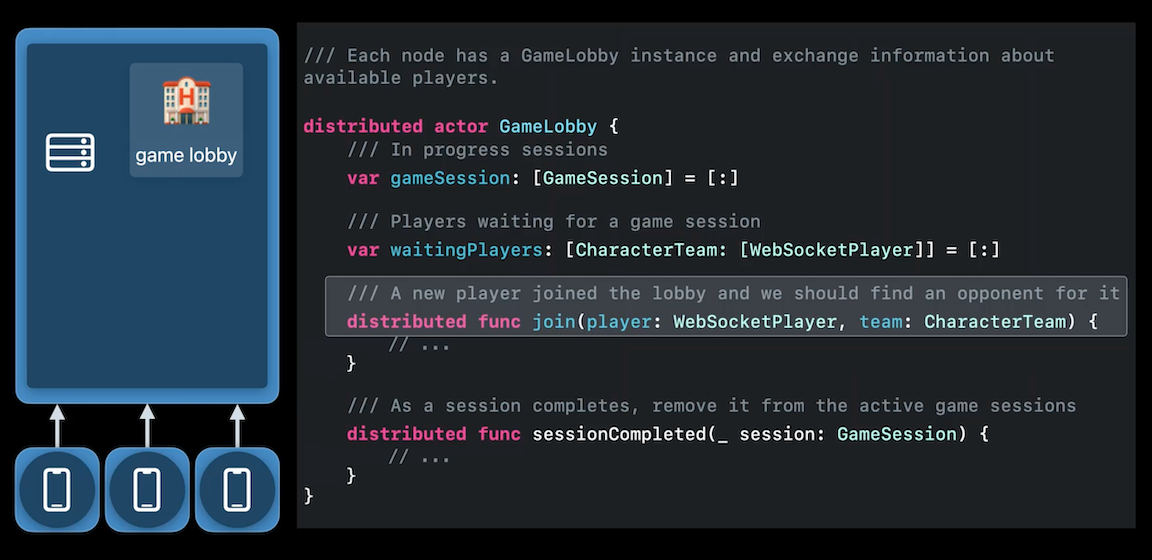 H
game lobby
/// Each node has a GameLobby instance and exchange information about
available players.
distributed actor GameLobby {
/// In progress sessions
var gameSession: [GameSession] = [:]
/// Players waiting for a game session
var waitingPlayers: [CharacterTeam: [WebSocketPlayer]] = [:]
/// A new player joined the lobby and we should find an opponent for it
distributed func join(player: WebSocketPlayer, team: CharacterTeam) {
// ...
}
/// As a session completes, remove it from the active game sessions
distributed func sessionCompleted(_ session: GameSession) {
// ...
}
}